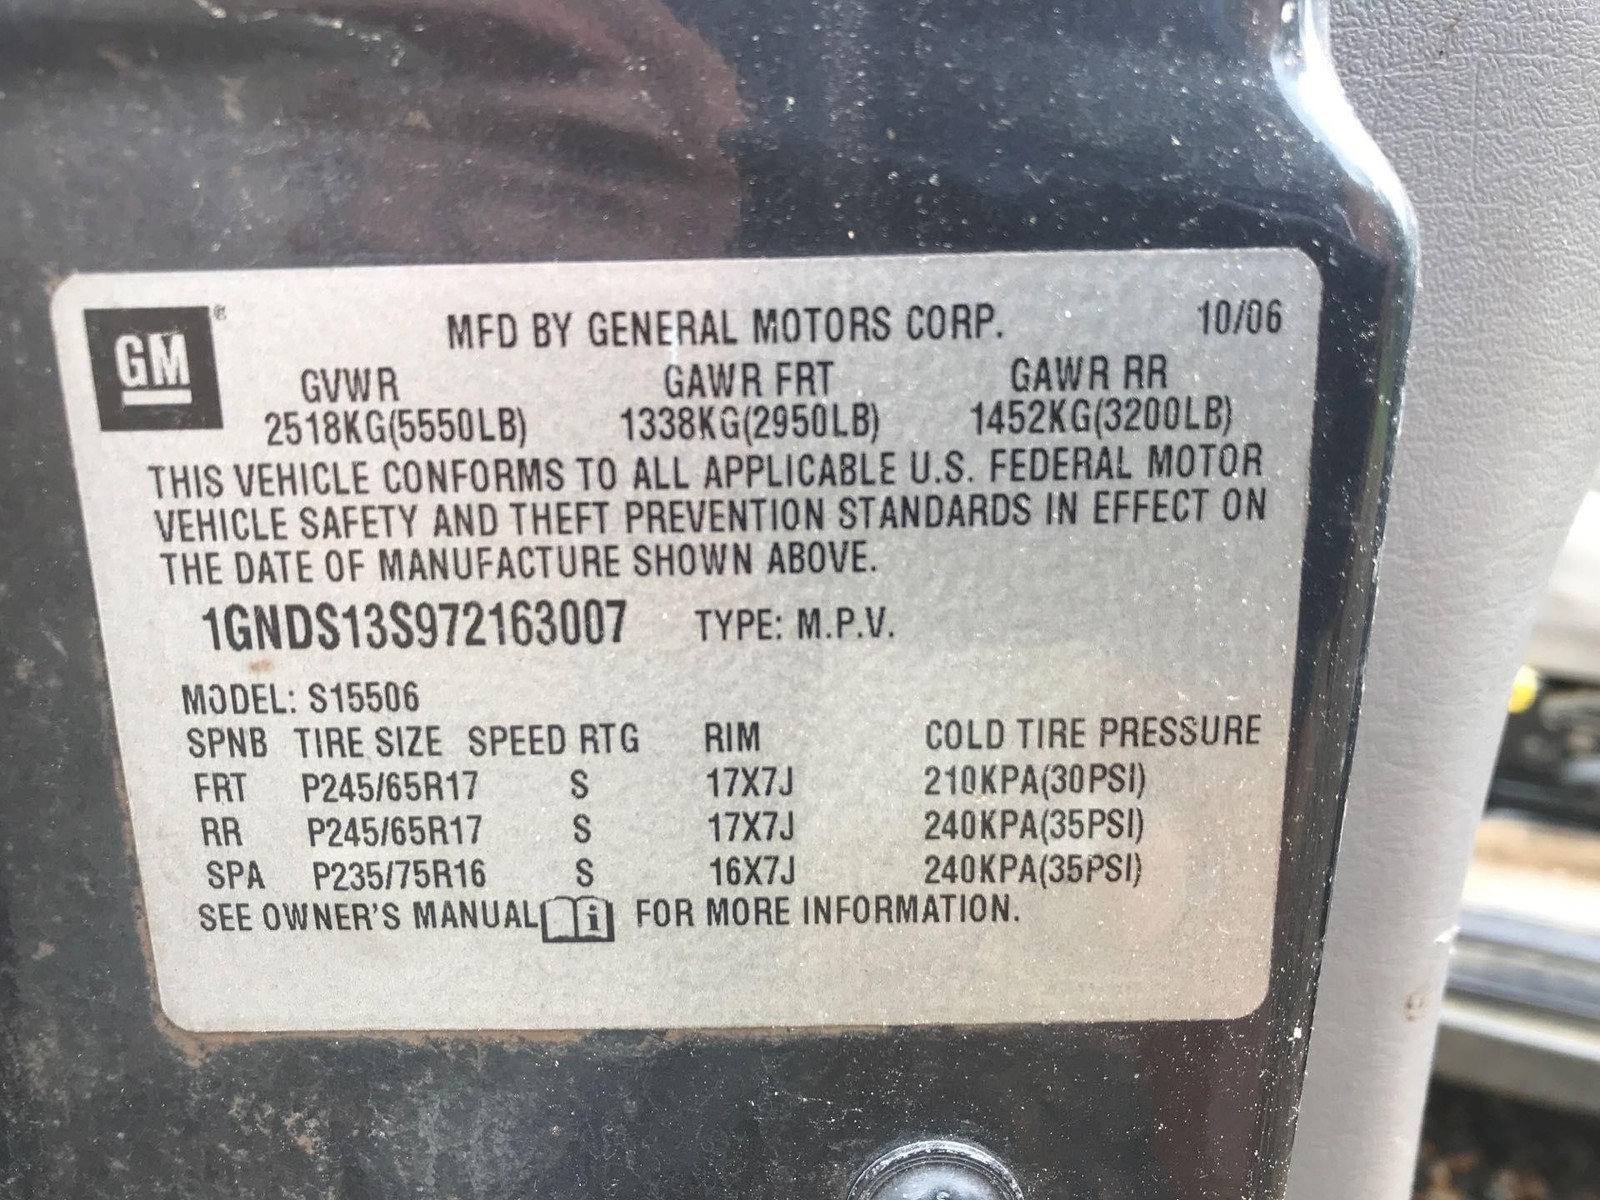 GM ®
MFD BY GENERAL MOTORS CORP. 10/06
GVWR GAWR FRT GAWR RR
2518KG(5550LB) 1338KG(2950LB) 1452KG(3200LB)
THIS VEHICLE CONFORMS TO ALL APPLICABLE U.S. FEDERAL MOTOR
VEHICLE SAFETY AND THEFT PREVENTION STANDARDS IN EFFECT ON
THE DATE OF MANUFACTURE SHOWN ABOVE.
1GNDS13S972163007 TYPE: M.P.V.
MODEL: S15506
SPNB TIRE SIZE SPEED RTG RIM COLD TIRE PRESSURE
FRT P245/65R17 S 17X7J 210KPA(30PSI)
RR P245/65R17 S 17X7J 240KPA(35PSI)
SPA P235/75R16 S 16X7J 240KPA(35PSI)
SEE OWNER'S MANUAL i FOR MORE INFORMATION.